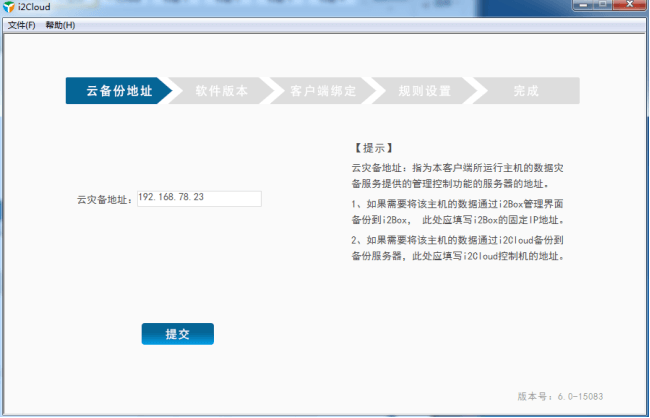 i2Cloud
文件(F) 帮助(H)
云备份地址 软件版本 客户端绑定 规则设置 完成
【提示】
云灾备地址：指为本客户端所运行主机的数据灾
备服务提供的管理控制功能的服务器的地址。
云灾备地址：192.168.78.23
1、如果需要将该主机的数据通过i2Box管理界面
备份到i2Box， 此处应填写i2Box的固定IP地址。
2、如果需要将该主机的数据通过i2Cloud备份到
备份服务器，此处应填写i2Cloud控制机的地址。
提交
版本号：6.0-15083